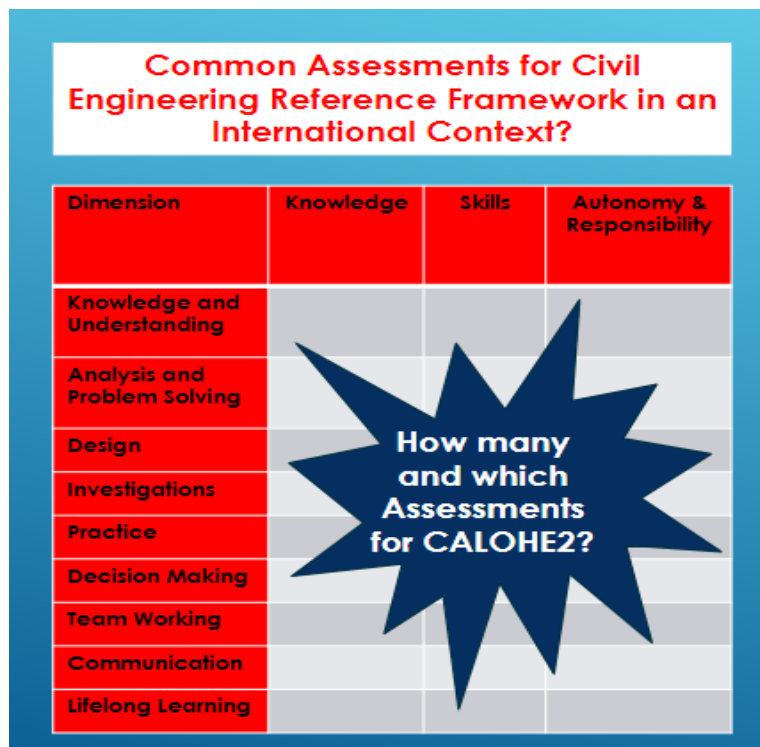 Common Assessments for Civil
Engineering Reference Framework in an
International Context?
Dimension Knowledge Skills Autonomy &
Responsibility
Knowledge and
Understanding
Analysis and
Problem Solving
Design
Investigations
Practice
Decision Making
Team Working
Communication
Lifelong Learning
How many
and which
Assessments
for CALOHE2?